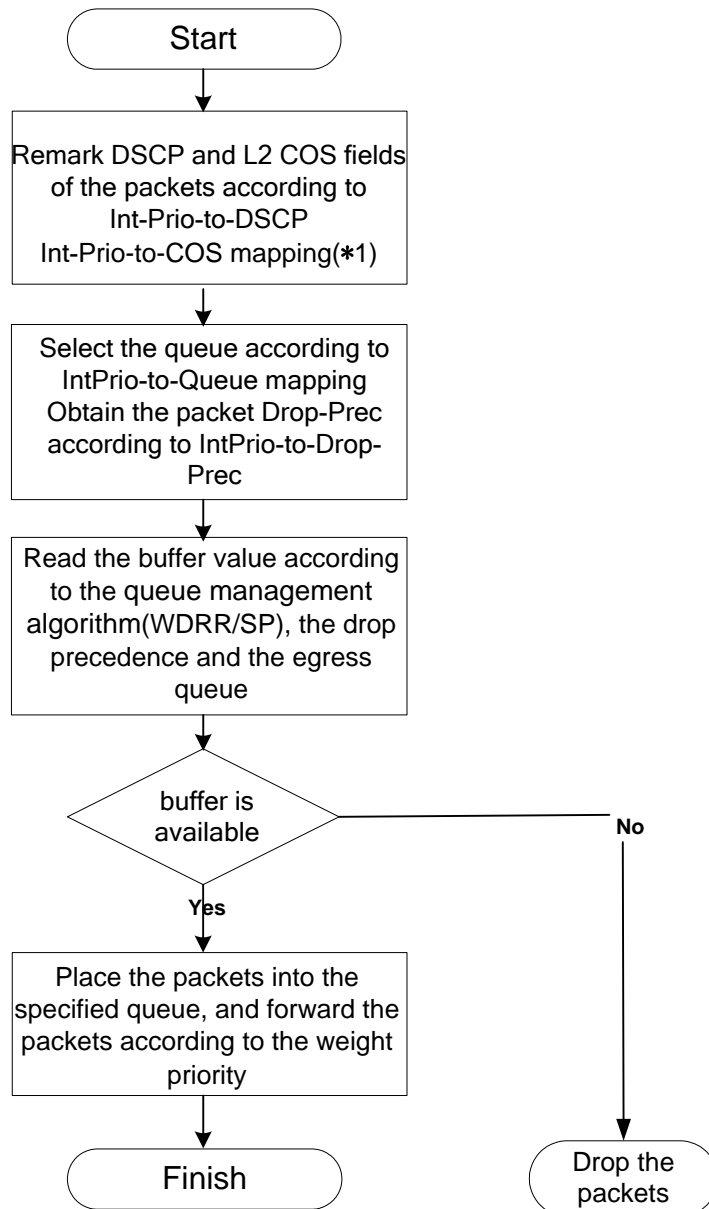 Start
Remark DSCP and L2 COS fields
of the packets according to
Int-Prio-to-DSCP
Int-Prio-to-COS mapping(*1)
Select the queue according to
IntPrio-to-Queue mapping
Obtain the packet Drop-Prec
according to IntPrio-to-Drop-
Prec
Read the buffer value according
to the queue management
algorithm(WDRR/SP), the drop
precedence and the egress
queue
buffer is
available
No
Yes
Place the packets into the
specified queue, and forward the
packets according to the weight
priority
Finish
Drop the
packets